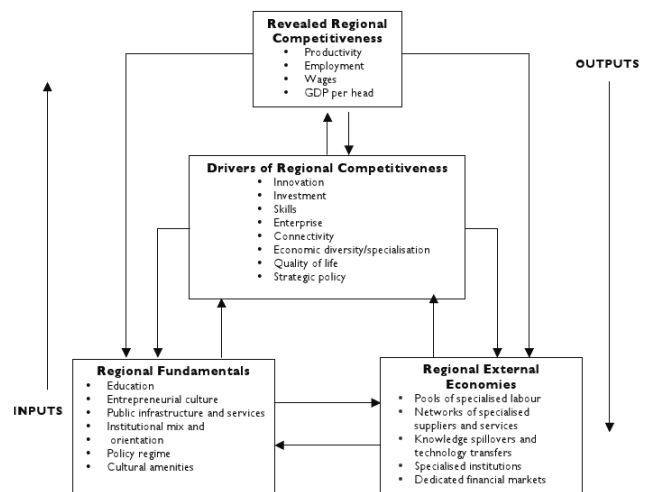 Revealed Regional
Competitiveness
• Productivity
• Employment
• Wages
• GDP per head
OUTPUTS
Drivers of Regional Competitiveness
• Innovation
• Investment
• Skills
• Enterprise
• Connectivity
• Economic diversity/specialisation
• Quality of life
• Strategic policy
Regional Fundamentals
• Education
• Entrepreneurial culture
• Public infrastructure and services
• Institutional mix and
• orientation
• Policy regime
• Cultural amenities
INPUTS
Regional External
Economies
• Pools of specialised labour
• Networks of specialised
suppliers and services
• Knowledge spillovers and
technology transfers
• Specialised institutions
• Dedicated financial markets